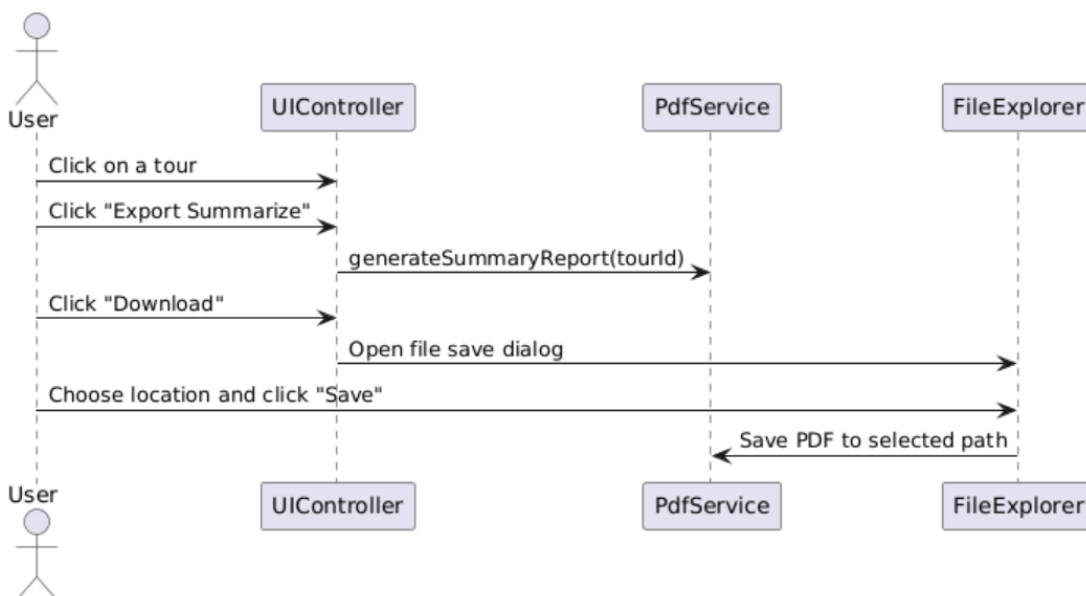 User
UIController
PdfService
FileExplorer
Click on a tour
Click "Export Summarize"
generateSummaryReport(tourId)
Click "Download"
Open file save dialog
Choose location and click "Save"
Save PDF to selected path
User
UIController
PdfService
FileExplorer